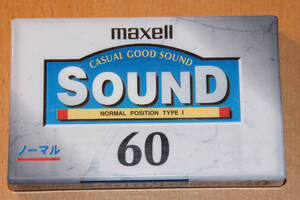 maxell
CASUAL GOOD SOUND
SOUND
NORMAL POSITION TYPE I
60
ノーマル